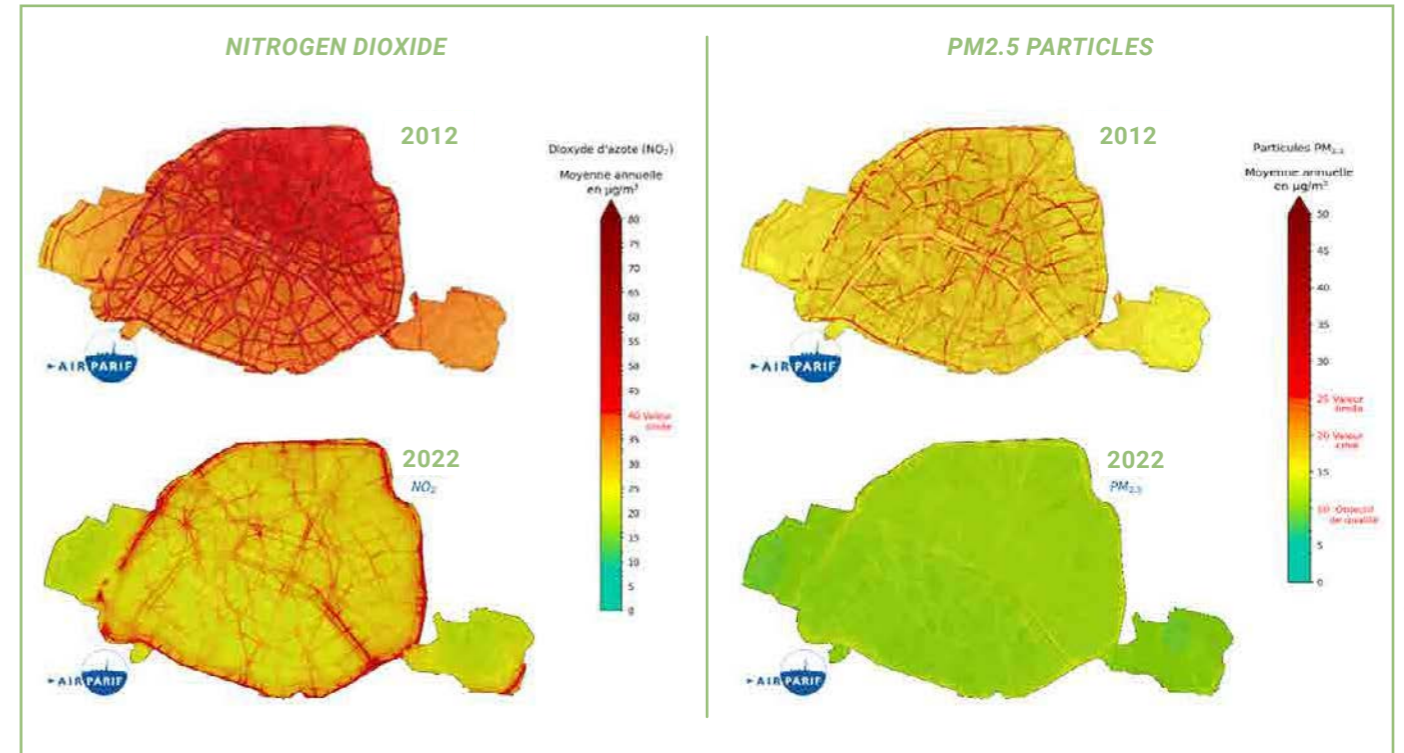 NITROGEN DIOXIDE
2012
Dioxyde d'azote (NO₂)
Moyenne annuelle
en µg/m³
80
75
70
65
60
55
50
45
40 Valeur
limite
35
30
25
20
15
10
5
0
AIRPARIF
2022
NO₂
AIRPARIF
PM2.5 PARTICLES
2012
Particules PM₂.₅
Moyenne annuelle
en µg/m³
50
45
40
35
30
25 Valeur
limite
20 Valeur
cible
15
10 Objectif
de qualité
5
0
AIRPARIF
2022
PM₂.₅
AIRPARIF